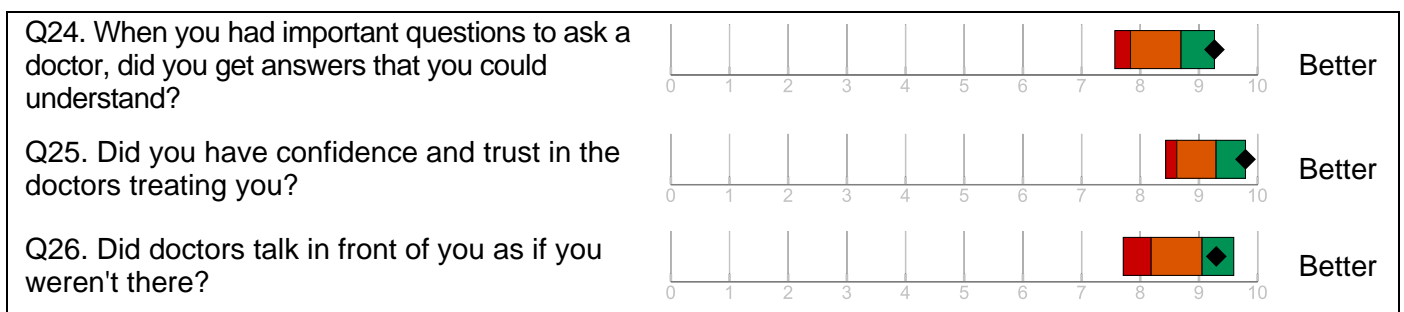 Q24. When you had important questions to ask a
doctor, did you get answers that you could
understand?
Better
0 1 2 3 4 5 6 7 8 9 10
Q25. Did you have confidence and trust in the
doctors treating you?
Better
0 1 2 3 4 5 6 7 8 9 10
Q26. Did doctors talk in front of you as if you
weren't there?
Better
0 1 2 3 4 5 6 7 8 9 10